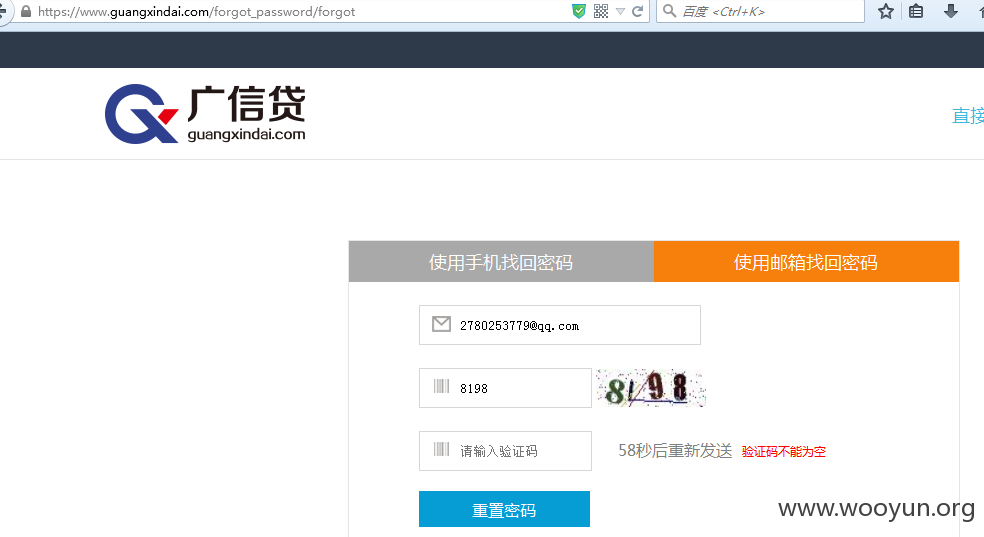 https://www.guangxindai.com/forgot_password/forgot
百度 <Ctrl+K>
广信贷
guangxindai.com
直接
使用手机找回密码
使用邮箱找回密码
2780253779@qq.com
8198
8198
请输入验证码
58秒后重新发送
验证码不能为空
重置密码
www.wooyun.org